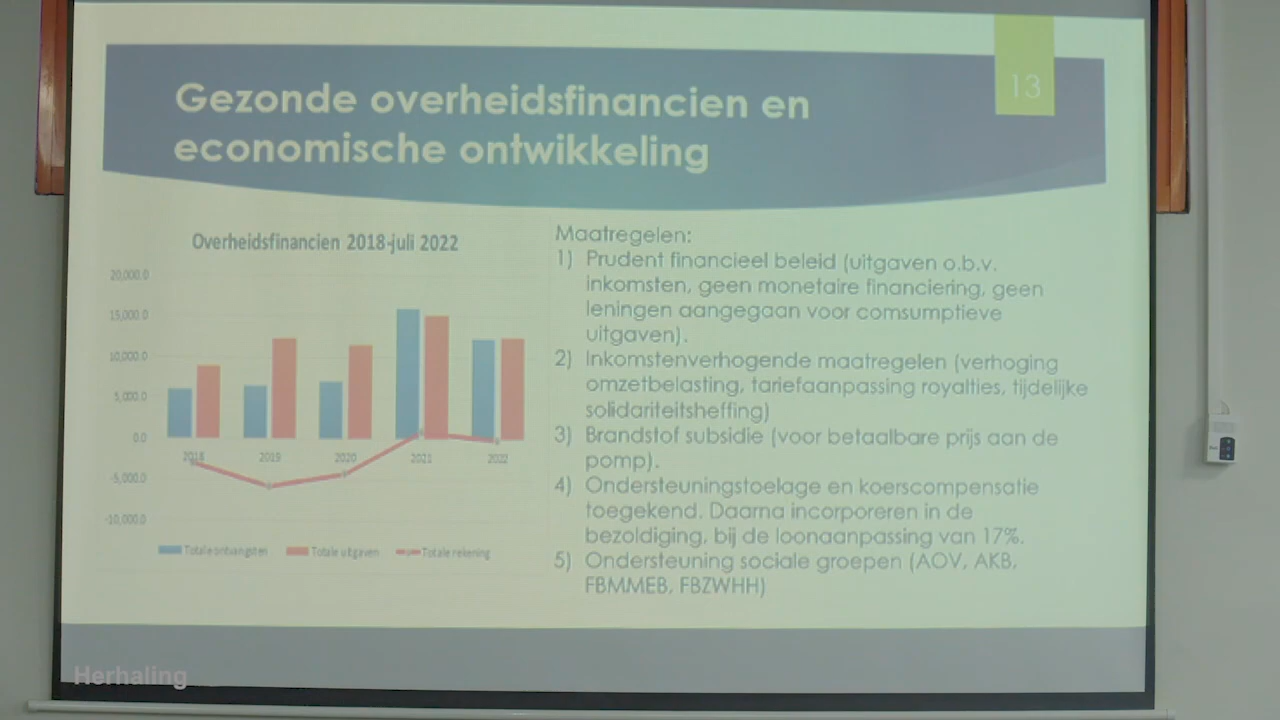 13
Gezonde overheidsfinancien en
economische ontwikkeling
Overheidsfinancien 2018-juli 2022
20,000.0
15,000.0
10,000.0
5,000.0
0.0
-5,000.0
-10,000.0
2018 2019 2020 2021 2022
Totale ontvangsten Totale uitgaven Totale rekening
Maatregelen:
1) Prudent financieel beleid (uitgaven o.b.v.
inkomsten, geen monetaire financiering, geen
leningen aangegaan voor comsumptieve
uitgaven).
2) Inkomstenverhogende maatregelen (verhoging
omzetbelasting, tariefaanpassing royalties, tijdelijke
solidariteitsheffing)
3) Brandstof subsidie (voor betaalbare prijs aan de
pomp).
4) Ondersteuningstoelage en koerscompensatie
toegekend. Daarna incorporeren in de
bezoldiging, bij de loonaanpassing van 17%.
5) Ondersteuning sociale groepen (AOV, AKB,
FBMMEB, FBZWHH)
Herhaling